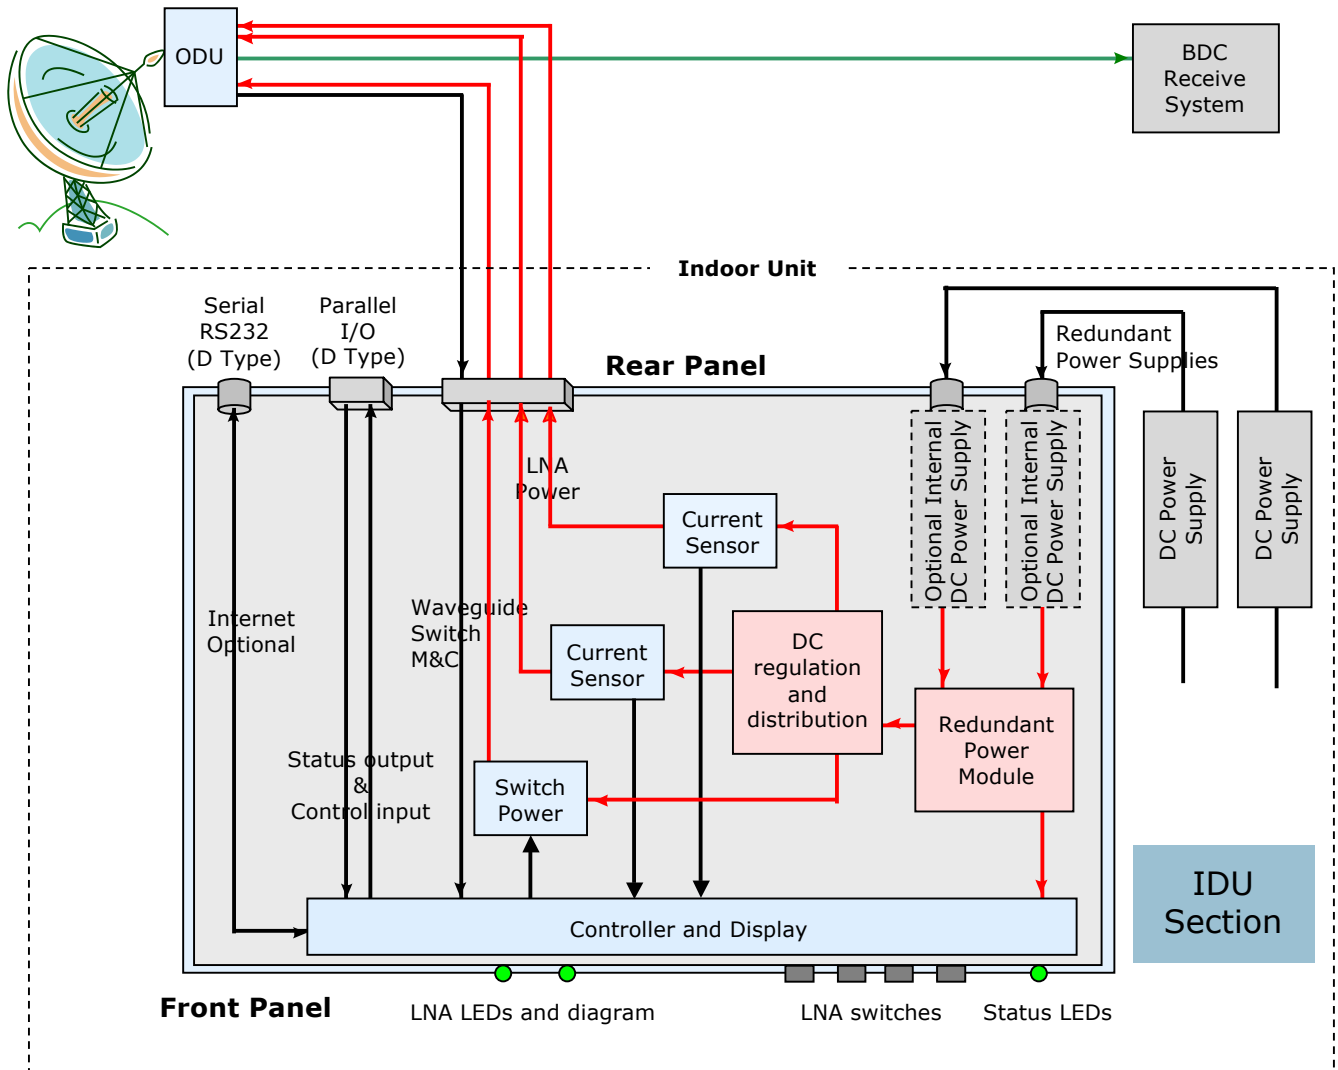 ODU
BDC
Receive
System
Indoor Unit
Serial
RS232
(D Type)
Parallel
I/O
(D Type)
Rear Panel
Redundant
Power Supplies
LNA
Power
Current
Sensor
Optional Internal
DC Power Supply
Optional Internal
DC Power Supply
DC Power
Supply
DC Power
Supply
Internet
Optional
Waveguide
Switch
M&C
Current
Sensor
DC
regulation
and
distribution
Redundant
Power
Module
Status output
&
Control input
Switch
Power
IDU
Section
Controller and Display
Front Panel
LNA LEDs and diagram
LNA switches
Status LEDs